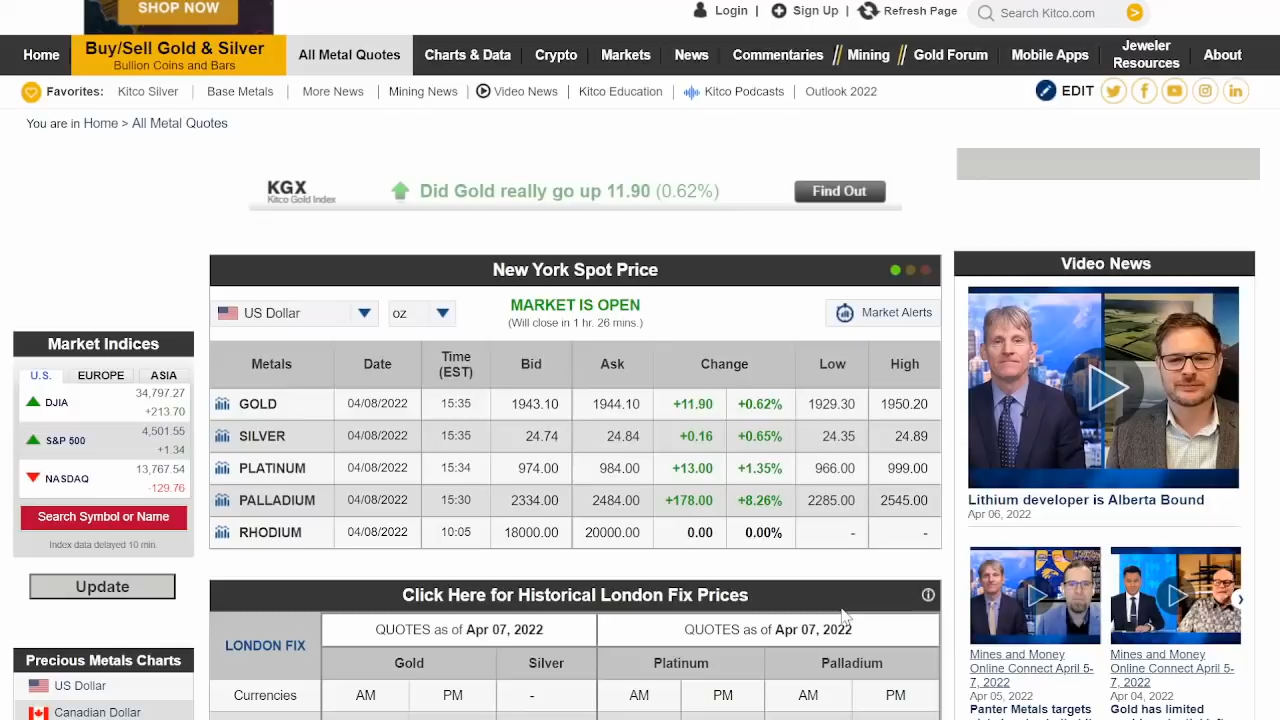 SHOP NOW
Login | Sign Up | Refresh Page Search Kitco.com >
Home Buy/Sell Gold & Silver All Metal Quotes Charts & Data Crypto Markets News Commentaries // Mining // Gold Forum Mobile Apps Jeweler Resources About
Bullion Coins and Bars
Favorites: Kitco Silver | Base Metals | More News | Mining News | Video News | Kitco Education | Kitco Podcasts | Outlook 2022 EDIT
You are in Home > All Metal Quotes
KGX Did Gold really go up 11.90 (0.62%) Find Out
Kitco Gold Index
New York Spot Price
US Dollar oz MARKET IS OPEN Market Alerts
(Will close in 1 hr. 26 mins.)
Metals Date Time (EST) Bid Ask Change Low High
GOLD 04/08/2022 15:35 1943.10 1944.10 +11.90 +0.62% 1929.30 1950.20
SILVER 04/08/2022 15:35 24.74 24.84 +0.16 +0.65% 24.35 24.89
PLATINUM 04/08/2022 15:34 974.00 984.00 +13.00 +1.35% 966.00 999.00
PALLADIUM 04/08/2022 15:30 2334.00 2484.00 +178.00 +8.26% 2285.00 2545.00
RHODIUM 04/08/2022 10:05 18000.00 20000.00 0.00 0.00% - -
Click Here for Historical London Fix Prices
LONDON FIX QUOTES as of Apr 07, 2022 QUOTES as of Apr 07, 2022
Gold Silver Platinum Palladium
Currencies AM PM - AM PM AM PM
Market Indices
U.S. EUROPE ASIA
DJIA 34,797.27
+213.70
S&P 500 4,501.55
+1.34
NASDAQ 13,767.54
-129.76
Search Symbol or Name
Index data delayed 10 min.
Update
Precious Metals Charts
US Dollar
Canadian Dollar
Video News
Lithium developer is Alberta Bound
Apr 06, 2022
Mines and Money
Online Connect April 5-
7, 2022
Apr 05, 2022
Panter Metals targets
Mines and Money
Online Connect April 5-
7, 2022
Apr 04, 2022
Gold has limited